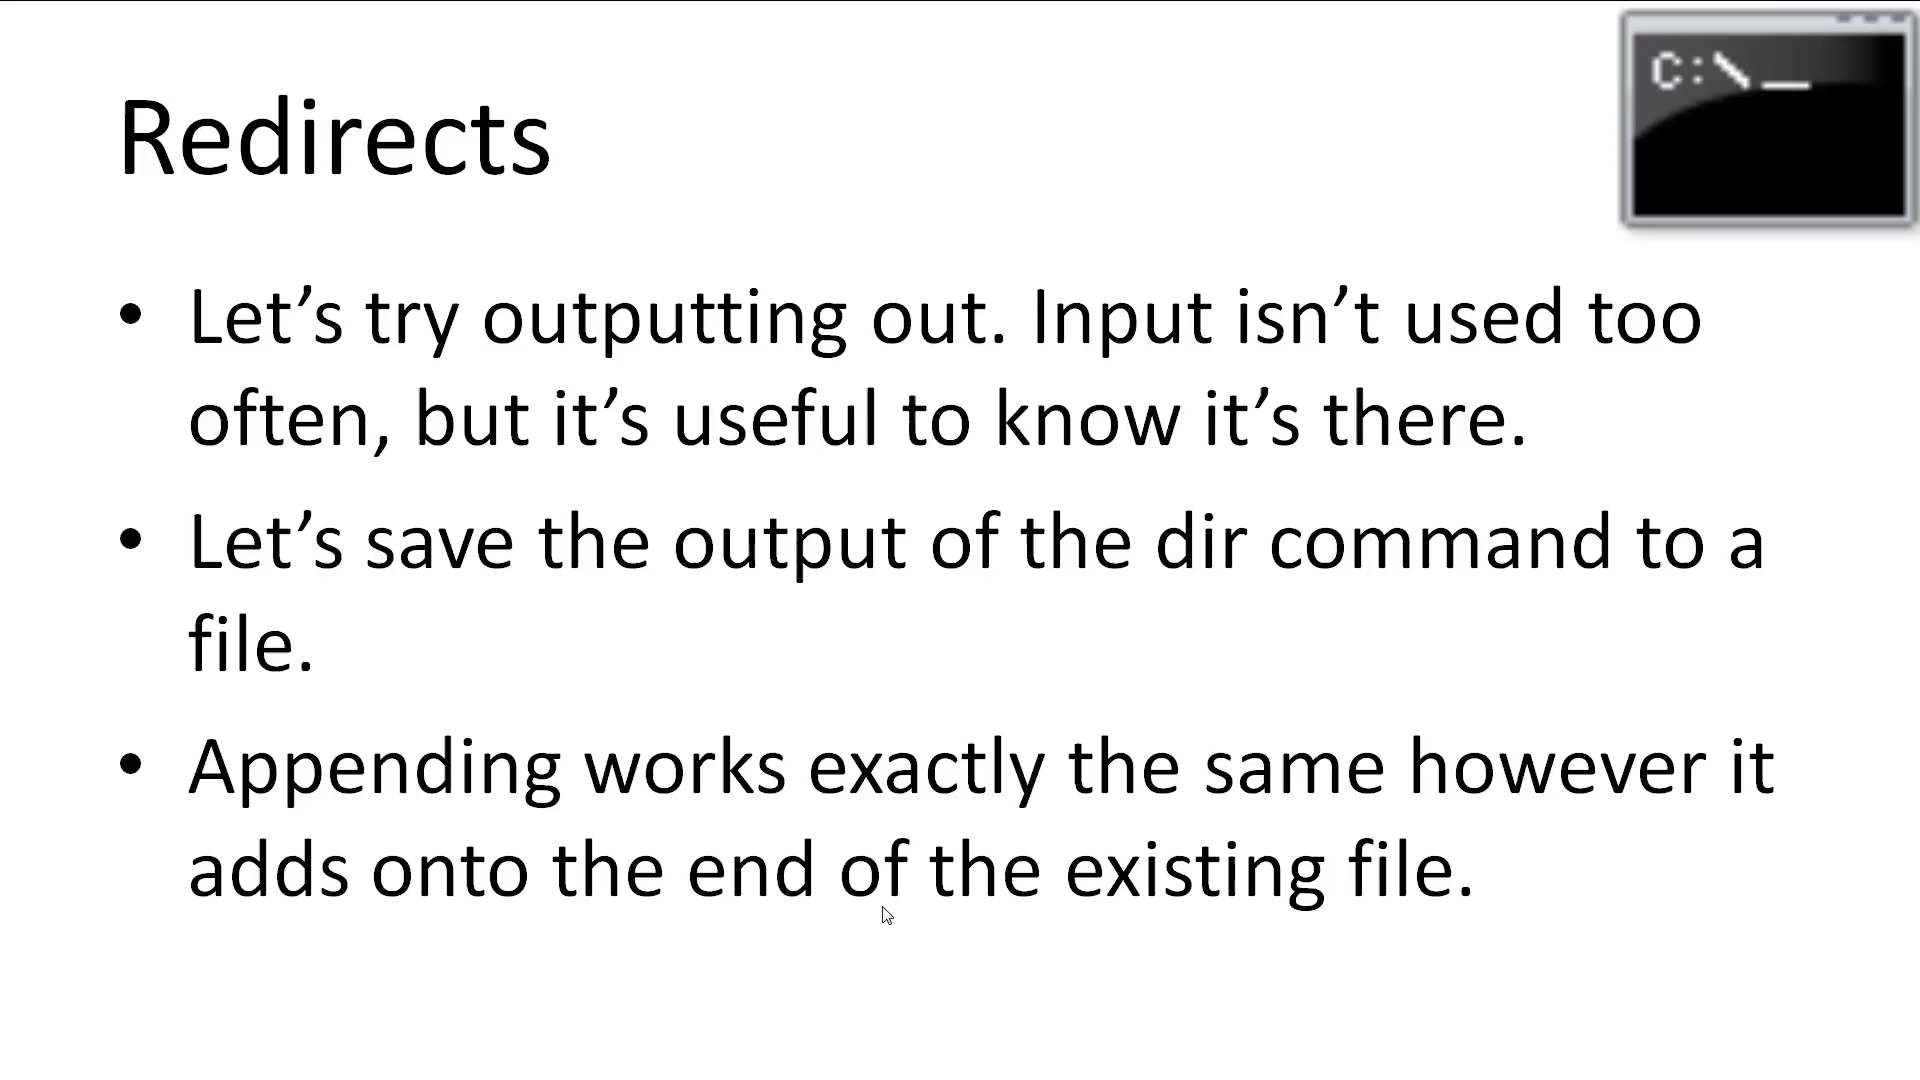 C:\_
Redirects
• Let’s try outputting out. Input isn’t used too
often, but it’s useful to know it’s there.
• Let’s save the output of the dir command to a
file.
• Appending works exactly the same however it
adds onto the end of the existing file.